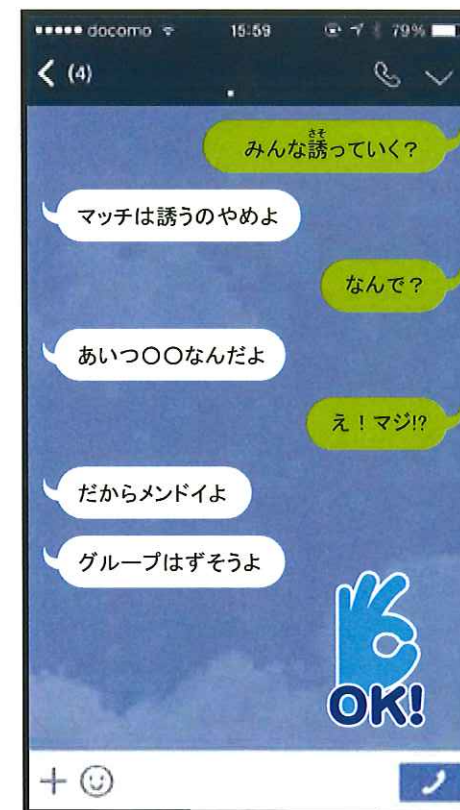 ●●●●● docomo 15:59 79%
(4)
さそ
みんな誘っていく？
マッチは誘うのやめよ
なんで？
あいつ〇〇なんだよ
え！マジ!?
だからメンドイよ
グループはずそうよ
OK!